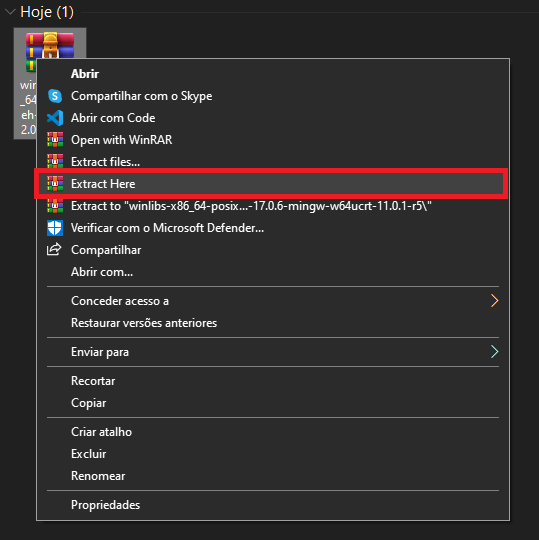 Hoje (1)
win
_64
eh-
2.0
Abrir
Compartilhar com o Skype
Abrir com Code
Open with WinRAR
Extract files...
Extract Here
Extract to "winlibs-x86_64-posix...-17.0.6-mingw-w64ucrt-11.0.1-r5\"
Verificar com o Microsoft Defender...
Compartilhar
Abrir com...
Conceder acesso a
Restaurar versões anteriores
Enviar para
Recortar
Copiar
Criar atalho
Excluir
Renomear
Propriedades